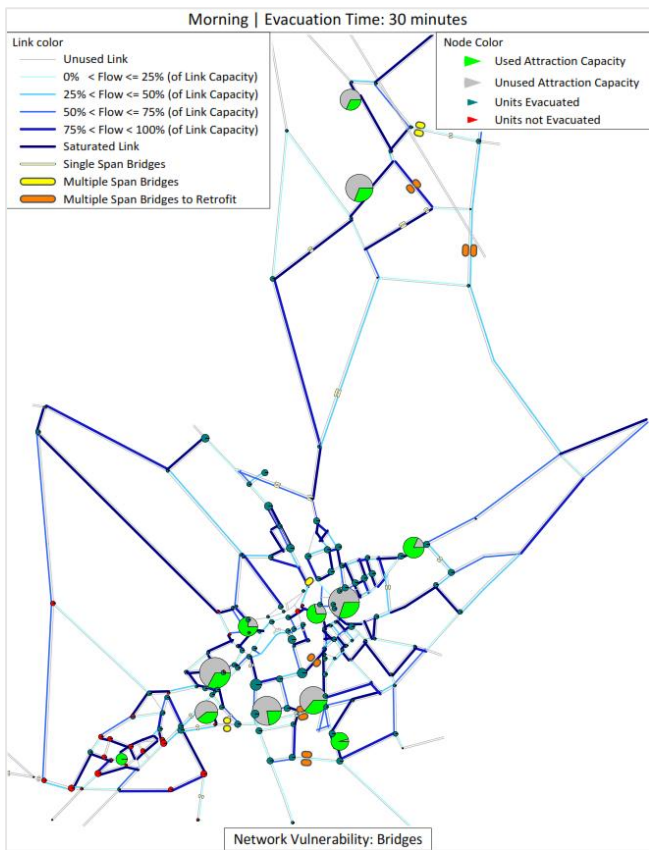 Morning | Evacuation Time: 30 minutes
Link color
Unused Link
0% < Flow <= 25% (of Link Capacity)
25% < Flow <= 50% (of Link Capacity)
50% < Flow <= 75% (of Link Capacity)
75% < Flow < 100% (of Link Capacity)
Saturated Link
Single Span Bridges
Multiple Span Bridges
Multiple Span Bridges to Retrofit
Node Color
Used Attraction Capacity
Unused Attraction Capacity
Units Evacuated
Units not Evacuated
Network Vulnerability: Bridges